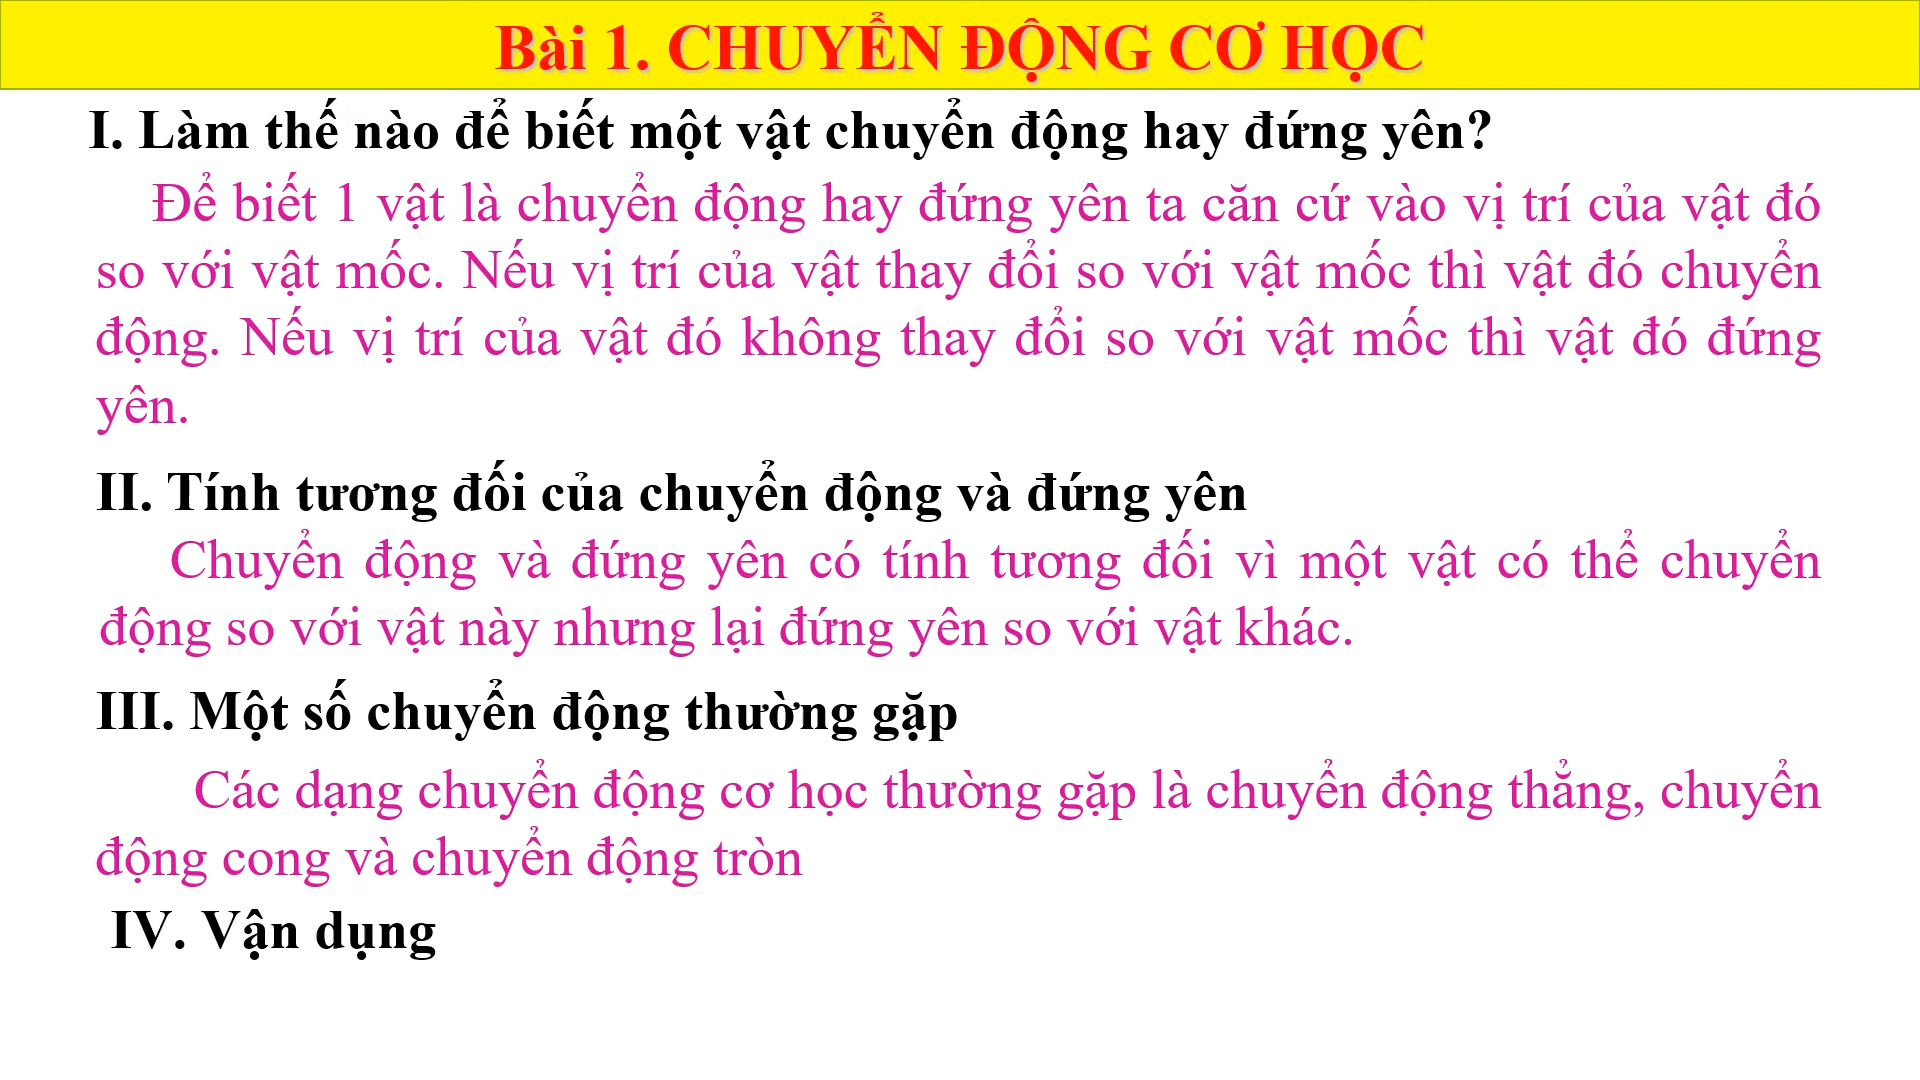 Bài 1. CHUYỂN ĐỘNG CƠ HỌC
I. Làm thế nào để biết một vật chuyển động hay đứng yên?
Để biết 1 vật là chuyển động hay đứng yên ta căn cứ vào vị trí của vật đó
so với vật mốc. Nếu vị trí của vật thay đổi so với vật mốc thì vật đó chuyển
động. Nếu vị trí của vật đó không thay đổi so với vật mốc thì vật đó đứng
yên.
II. Tính tương đối của chuyển động và đứng yên
Chuyển động và đứng yên có tính tương đối vì một vật có thể chuyển
động so với vật này nhưng lại đứng yên so với vật khác.
III. Một số chuyển động thường gặp
Các dạng chuyển động cơ học thường gặp là chuyển động thẳng, chuyển
động cong và chuyển động tròn
IV. Vận dụng